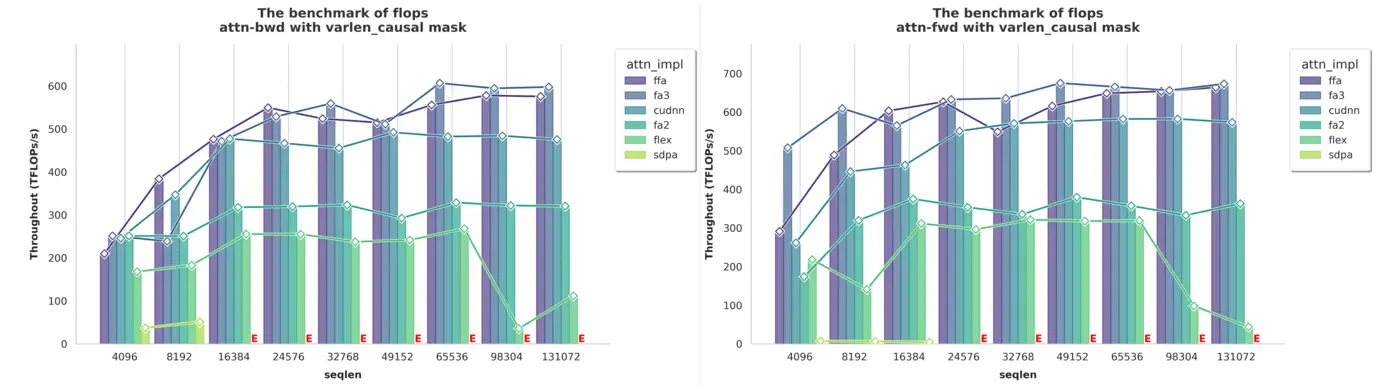 The benchmark of flops
attn-bwd with varlen_causal mask
Throughout (TFLOPs/s)
600
500
400
300
200
100
0
E E E E E E E
4096 8192 16384 24576 32768 49152 65536 98304 131072
seqlen
attn_impl
ffa
fa3
cudnn
fa2
flex
sdpa
The benchmark of flops
attn-fwd with varlen_causal mask
Throughout (TFLOPs/s)
700
600
500
400
300
200
100
0
E E E E E E
4096 8192 16384 24576 32768 49152 65536 98304 131072
seqlen
attn_impl
ffa
fa3
cudnn
fa2
flex
sdpa